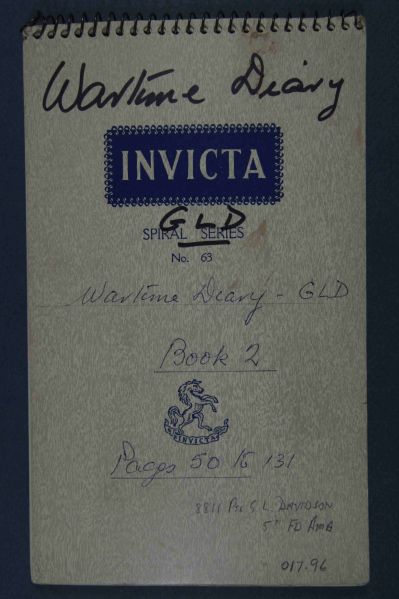 Wartime Diary
INVICTA
GLD
SPIRAL SERIES
No. 63
Wartime Diary - GLD
Book 2
INVICTA
Pages 50 to 131
8811 Pte G L DAVIDSON
5th FD AMB
017.96